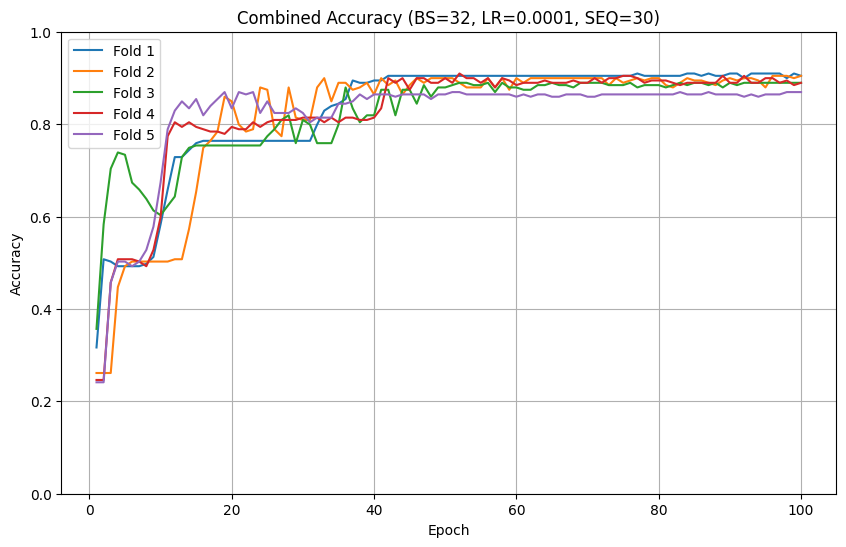 Combined Accuracy (BS=32, LR=0.0001, SEQ=30)
1.0
0.8
0.6
0.4
0.2
0.0
Accuracy
Fold 1
Fold 2
Fold 3
Fold 4
Fold 5
0 20 40 60 80 100
Epoch